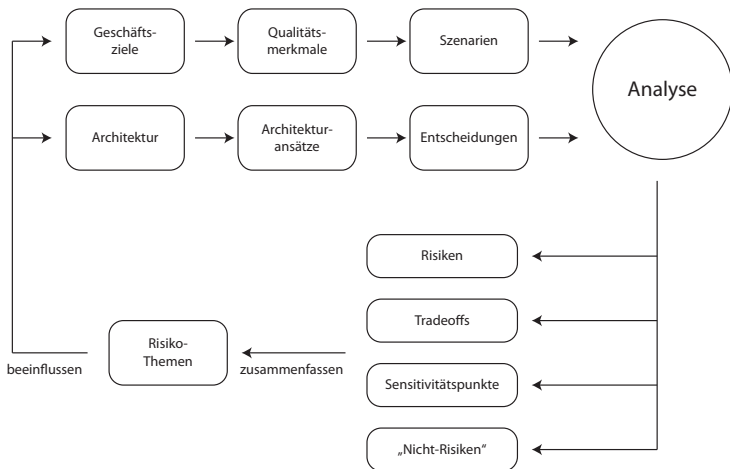 Geschäfts-
ziele
Qualitäts-
merkmale
Szenarien
Analyse
Architektur
Architektur-
ansätze
Entscheidungen
Risiken
Tradeoffs
Risiko-
Themen
beeinflussen
zusammenfassen
Sensitivitätspunkte
„Nicht-Risiken“